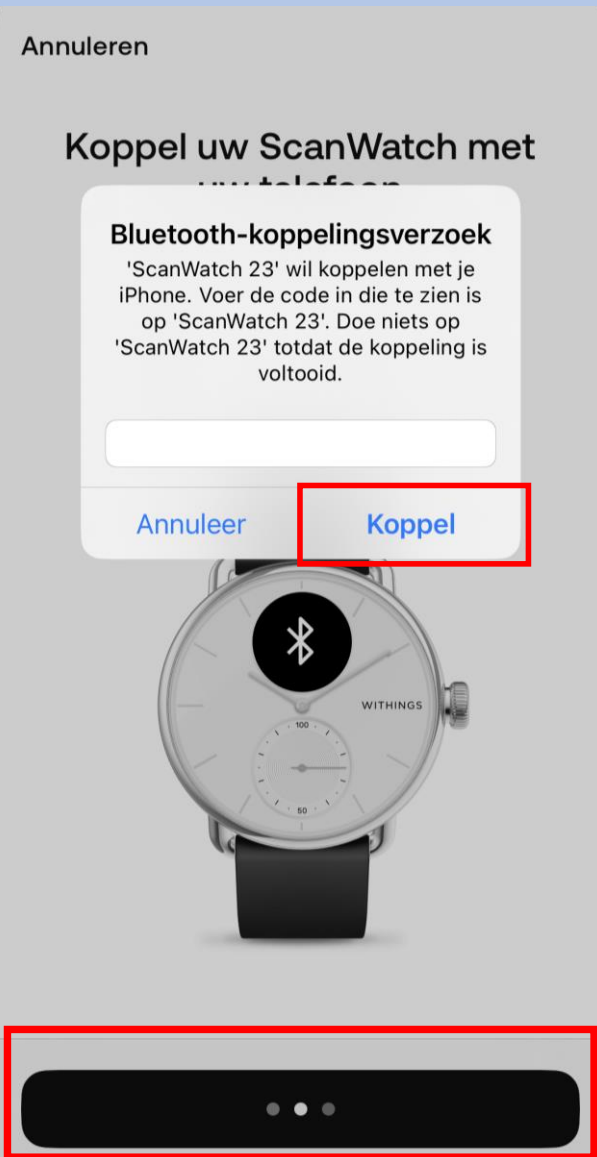 Annuleren
Koppel uw ScanWatch met
uw telefoon
Bluetooth-koppelingsverzoek
'ScanWatch 23' wil koppelen met je
iPhone. Voer de code in die te zien is
op 'ScanWatch 23'. Doe niets op
'ScanWatch 23' totdat de koppeling is
voltooid.
Annuleer Koppel
WITHINGS
100
50